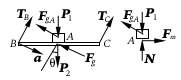 T_B F_gA P_1 T_C F_gA P_1
B A C A F_m
a θ F_g
P_2 N